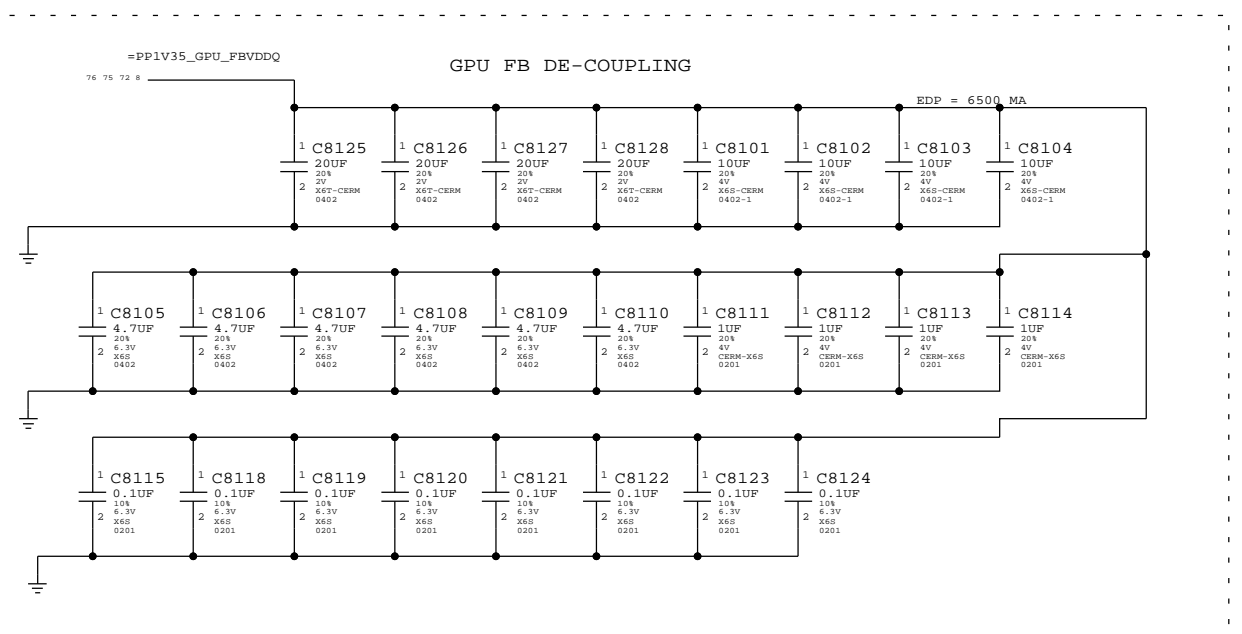 =PP1V35_GPU_FBVDDQ
76 75 72 8
GPU FB DE-COUPLING
EDP = 6500 MA
1 C8125
20UF
20%
2V
2 X6T-CERM
0402
1 C8126
20UF
20%
2V
2 X6T-CERM
0402
1 C8127
20UF
20%
2V
2 X6T-CERM
0402
1 C8128
20UF
20%
2V
2 X6T-CERM
0402
1 C8101
10UF
20%
4V
2 X6S-CERM
0402-1
1 C8102
10UF
20%
4V
2 X6S-CERM
0402-1
1 C8103
10UF
20%
4V
2 X6S-CERM
0402-1
1 C8104
10UF
20%
4V
2 X6S-CERM
0402-1
1 C8105
4.7UF
20%
6.3V
2 X6S
0402
1 C8106
4.7UF
20%
6.3V
2 X6S
0402
1 C8107
4.7UF
20%
6.3V
2 X6S
0402
1 C8108
4.7UF
20%
6.3V
2 X6S
0402
1 C8109
4.7UF
20%
6.3V
2 X6S
0402
1 C8110
4.7UF
20%
6.3V
2 X6S
0402
1 C8111
1UF
20%
4V
2 CERM-X6S
0201
1 C8112
1UF
20%
4V
2 CERM-X6S
0201
1 C8113
1UF
20%
4V
2 CERM-X6S
0201
1 C8114
1UF
20%
4V
2 CERM-X6S
0201
1 C8115
0.1UF
10%
6.3V
2 X6S
0201
1 C8118
0.1UF
10%
6.3V
2 X6S
0201
1 C8119
0.1UF
10%
6.3V
2 X6S
0201
1 C8120
0.1UF
10%
6.3V
2 X6S
0201
1 C8121
0.1UF
10%
6.3V
2 X6S
0201
1 C8122
0.1UF
10%
6.3V
2 X6S
0201
1 C8123
0.1UF
10%
6.3V
2 X6S
0201
1 C8124
0.1UF
10%
6.3V
2 X6S
0201